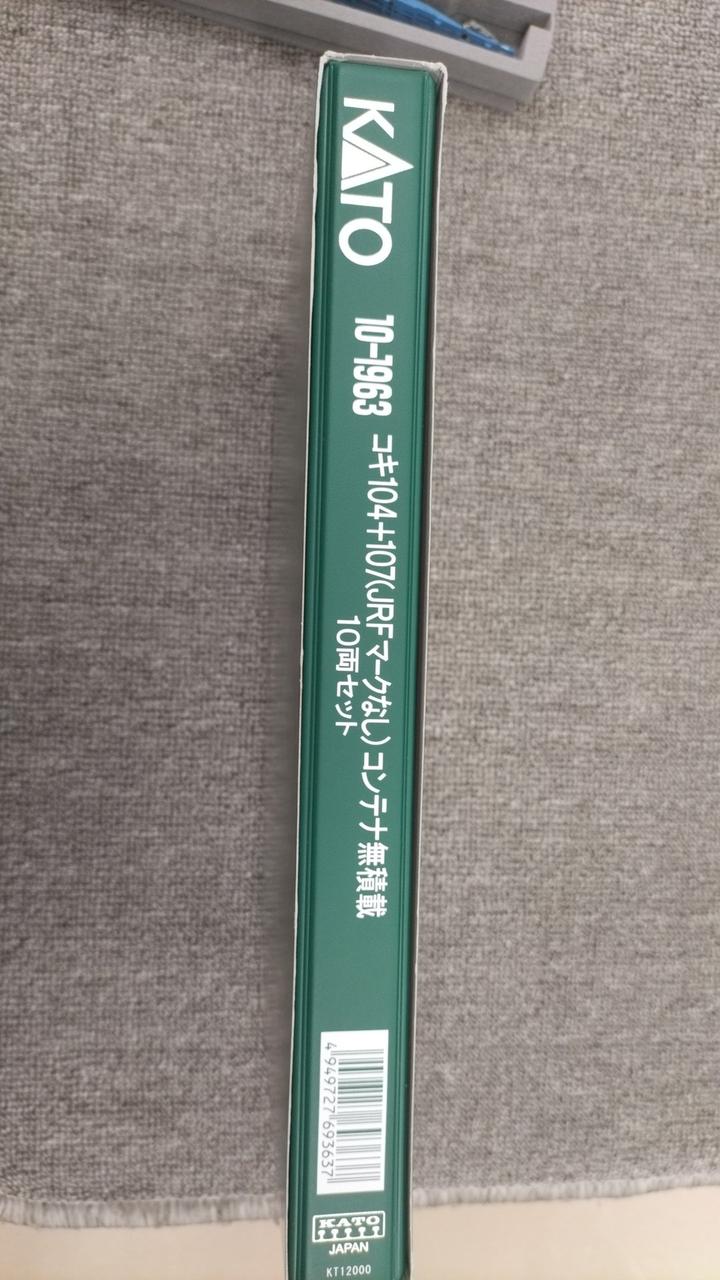 KATO
10-1963
コキ104+107(JRFマークなし)コンテナ無積載
10両セット
4949727693637
KATO
JAPAN
KT12000